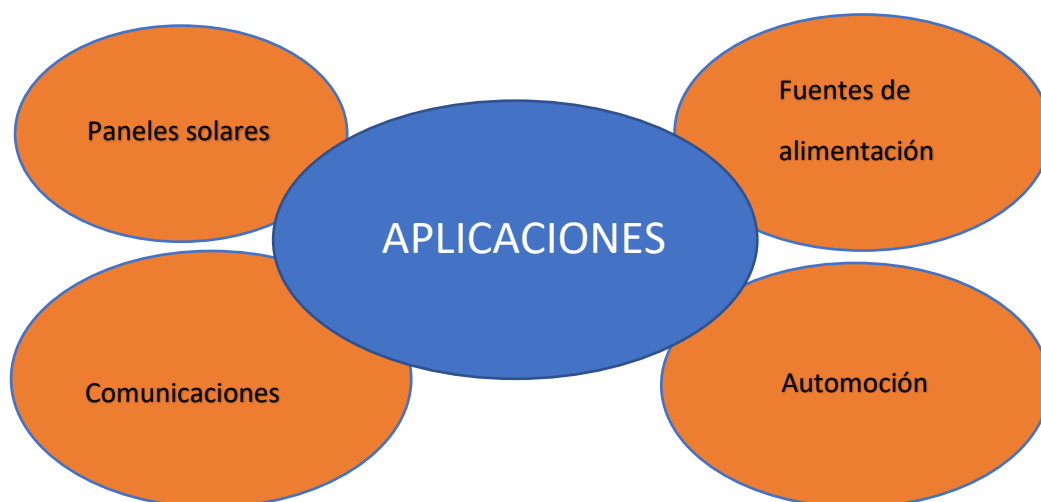 Paneles solares
Fuentes de
alimentación
APLICACIONES
Comunicaciones
Automoción